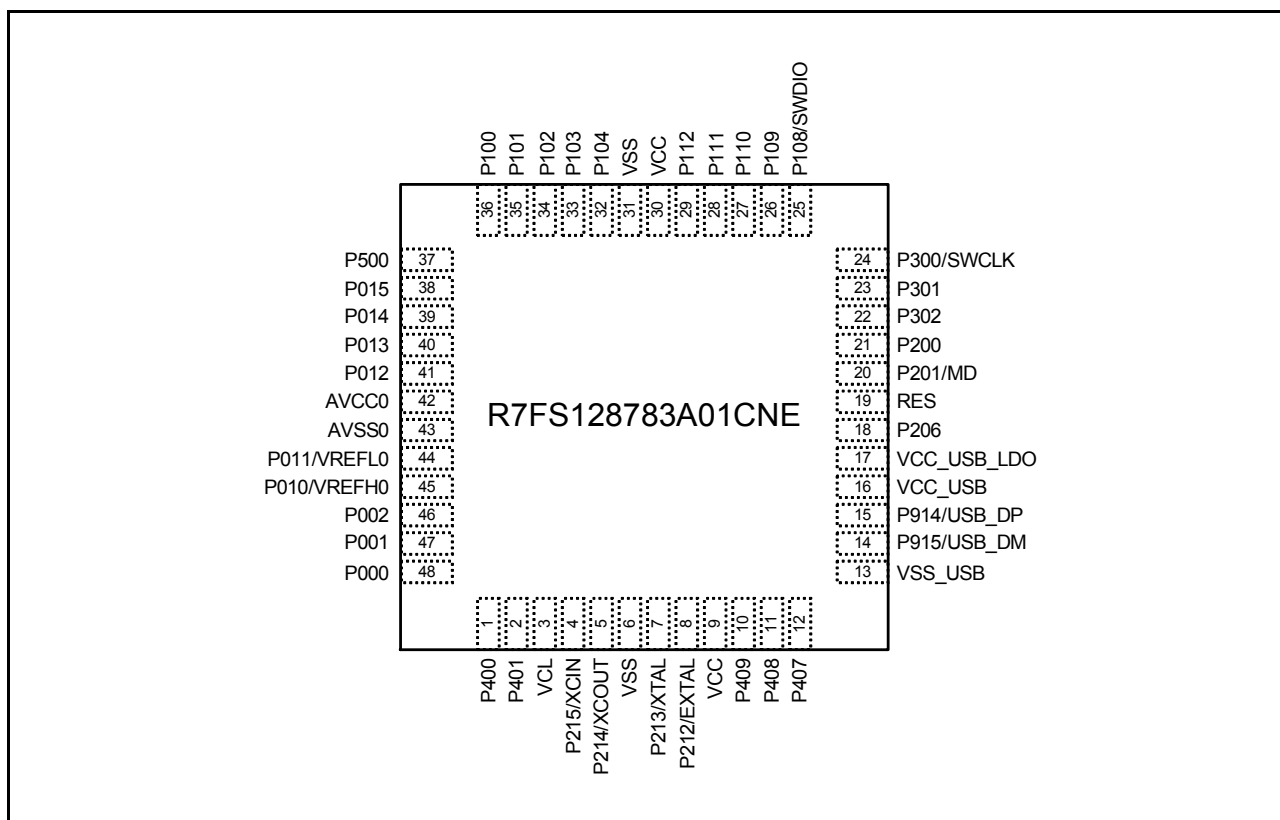 P100 P101 P102 P103 P104 VSS VCC P112 P111 P110 P109 P108/SWDIO
36 35 34 33 32 31 30 29 28 27 26 25
P500 37 24 P300/SWCLK
P015 38 23 P301
P014 39 22 P302
P013 40 21 P200
P012 41 20 P201/MD
AVCC0 42 19 RES
R7FS128783A01CNE
AVSS0 43 18 P206
P011/VREFL0 44 17 VCC_USB_LDO
P010/VREFH0 45 16 VCC_USB
P002 46 15 P914/USB_DP
P001 47 14 P915/USB_DM
P000 48 13 VSS_USB
1 2 3 4 5 6 7 8 9 10 11 12
P400 P401 VCL P215/XCIN P214/XCOUT VSS P213/XTAL P212/EXTAL VCC P409 P408 P407